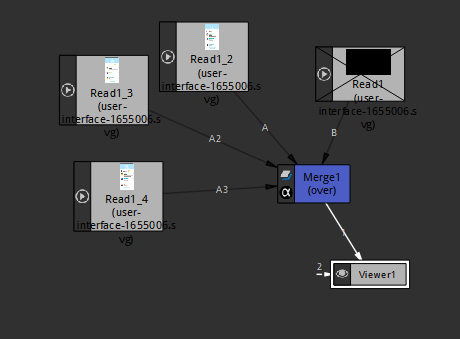 Read1_2
(user-
interface-1655006.s
vg)
Read1_3
(user-
interface-1655006.s
vg)
Read1
(user-
interface-1655006.s
vg)
A
B
A2
Merge1
(over)
α
Read1_4
(user-
interface-1655006.s
vg)
A3
1
2
Viewer1